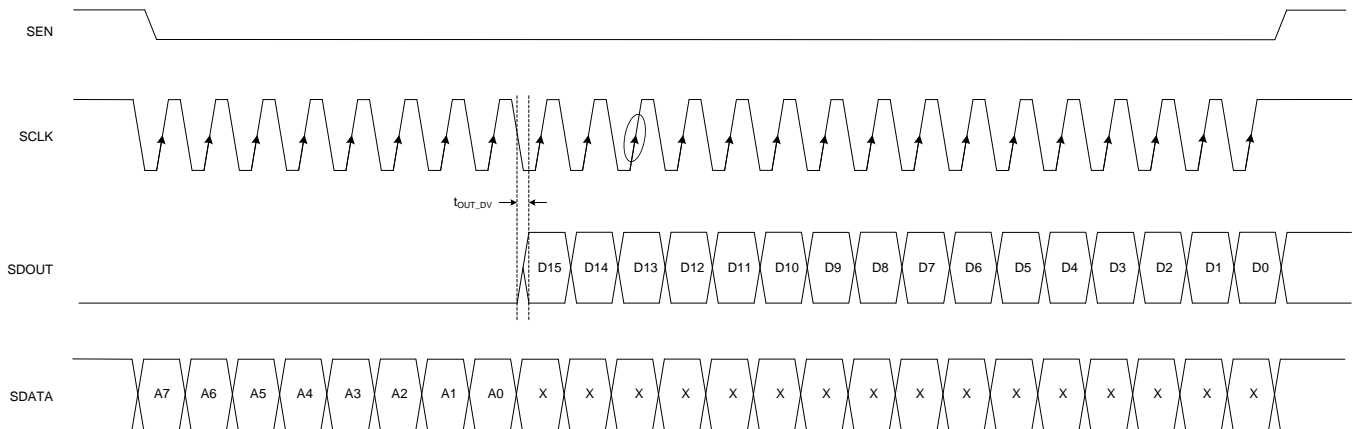 SEN
SCLK
tOUT_DV
SDOUT D15 D14 D13 D12 D11 D10 D9 D8 D7 D6 D5 D4 D3 D2 D1 D0
SDATA A7 A6 A5 A4 A3 A2 A1 A0 X X X X X X X X X X X X X X X X